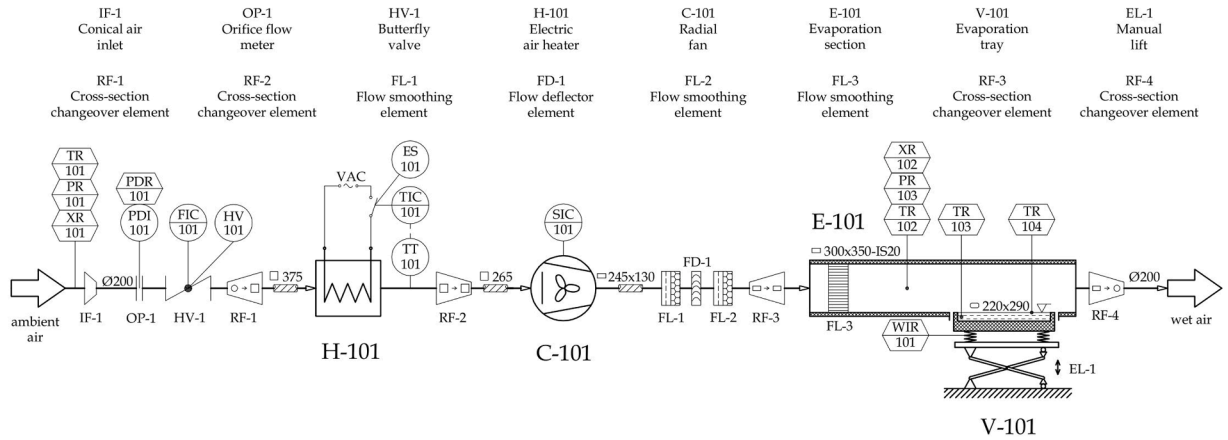 IF-1
Conical air
inlet
OP-1
Orifice flow
meter
HV-1
Butterfly
valve
H-101
Electric
air heater
C-101
Radial
fan
E-101
Evaporation
section
V-101
Evaporation
tray
EL-1
Manual
lift
RF-1
Cross-section
changeover element
RF-2
Cross-section
changeover element
FL-1
Flow smoothing
element
FD-1
Flow deflector
element
FL-2
Flow smoothing
element
FL-3
Flow smoothing
element
RF-3
Cross-section
changeover element
RF-4
Cross-section
changeover element
TR
101
PR
101
XR
101
PDR
101
PDI
101
FIC
101
HV
101
VAC
ES
101
TIC
101
TT
101
SIC
101
XR
102
PR
103
TR
102
TR
103
TR
104
E-101
300x350-IS20
Ø200
375
265
245x130
FD-1
220x290
Ø200
ambient
air
IF-1
OP-1
HV-1
RF-1
H-101
RF-2
C-101
FL-1
FL-2
RF-3
FL-3
WIR
101
RF-4
wet air
EL-1
V-101